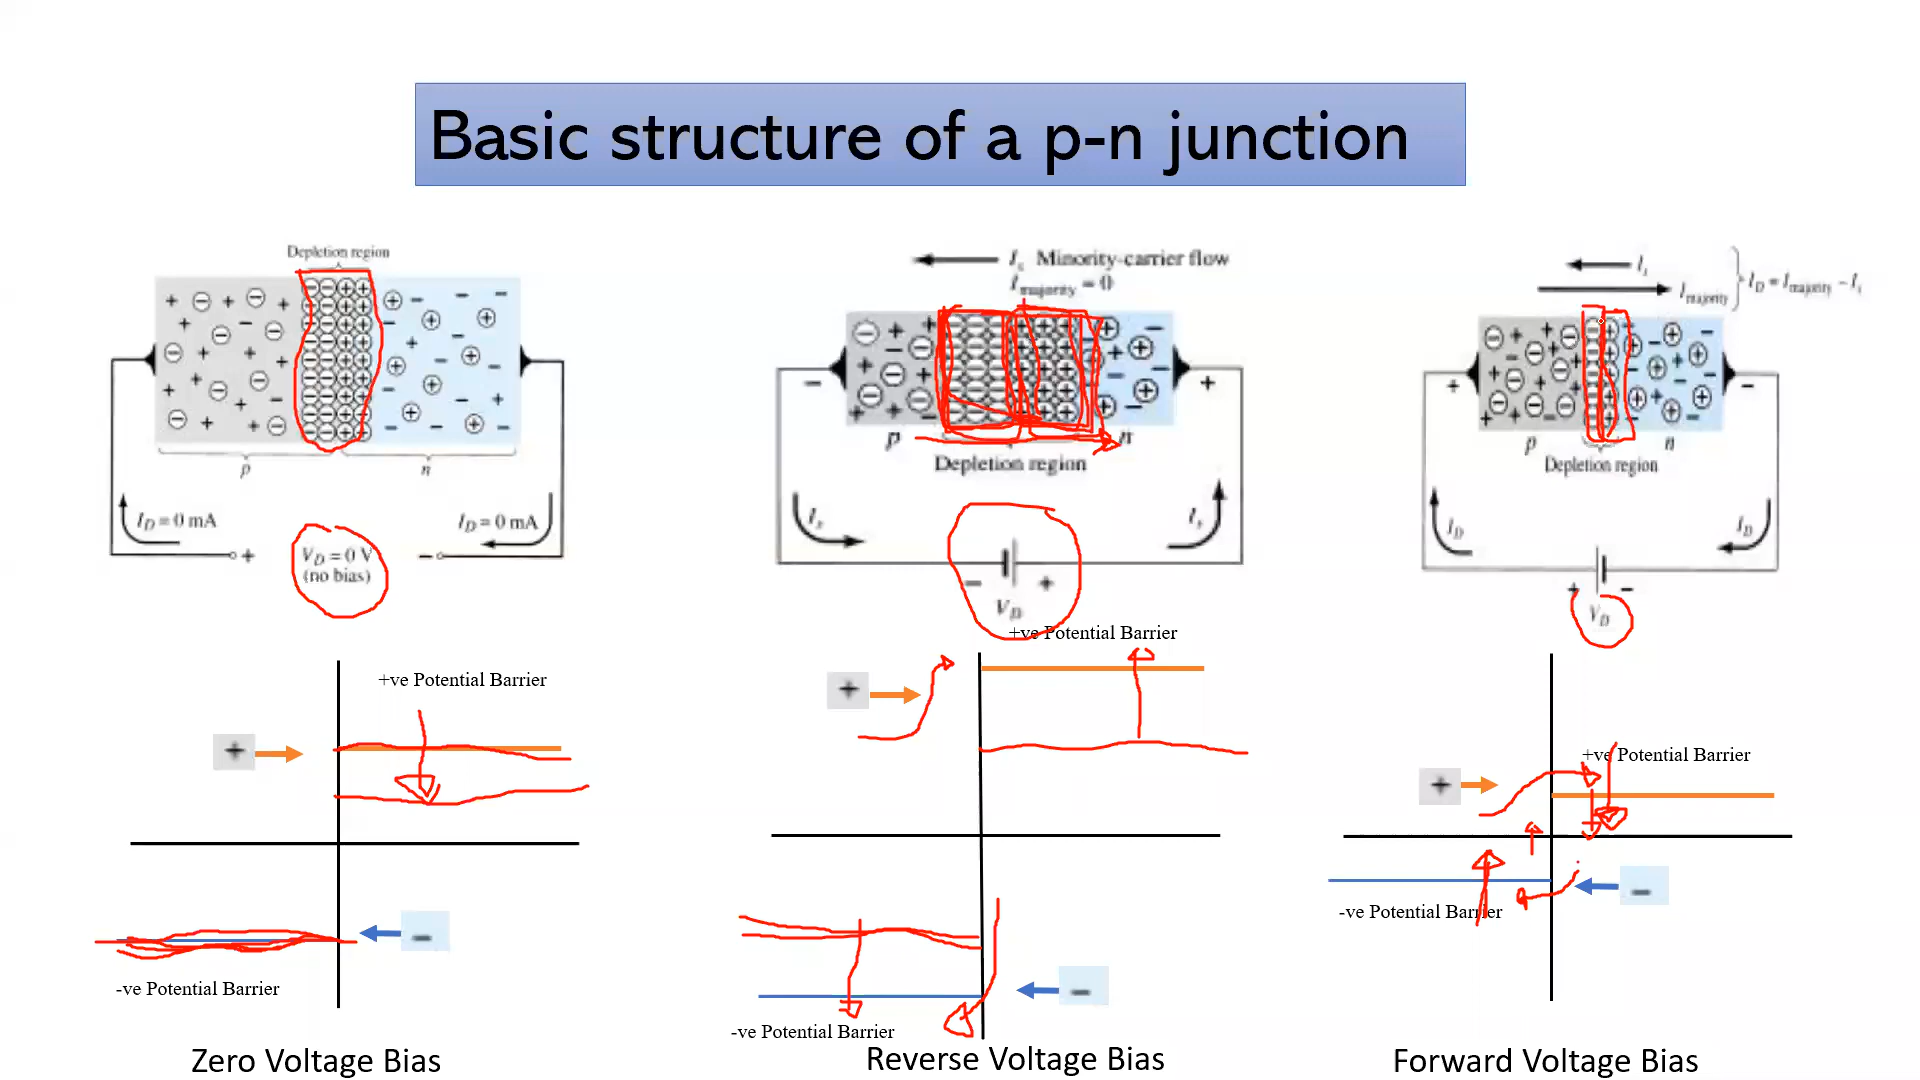 Basic structure of a p-n junction
Depletion region
p
n
I_D = 0 mA
I_D = 0 mA
+
V_D = 0 V
(no bias)
−
+ve Potential Barrier
+
−
-ve Potential Barrier
Zero Voltage Bias
I_s Minority-carrier flow
I_majority = 0
−
+
p
n
Depletion region
I_s
I_s
−
+
V_D
+ve Potential Barrier
+
−
-ve Potential Barrier
Reverse Voltage Bias
I_s
I_majority
I_D = I_majority − I_s
+
−
p
n
Depletion region
I_D
I_D
+
−
V_D
+ve Potential Barrier
+
−
-ve Potential Barrier
Forward Voltage Bias